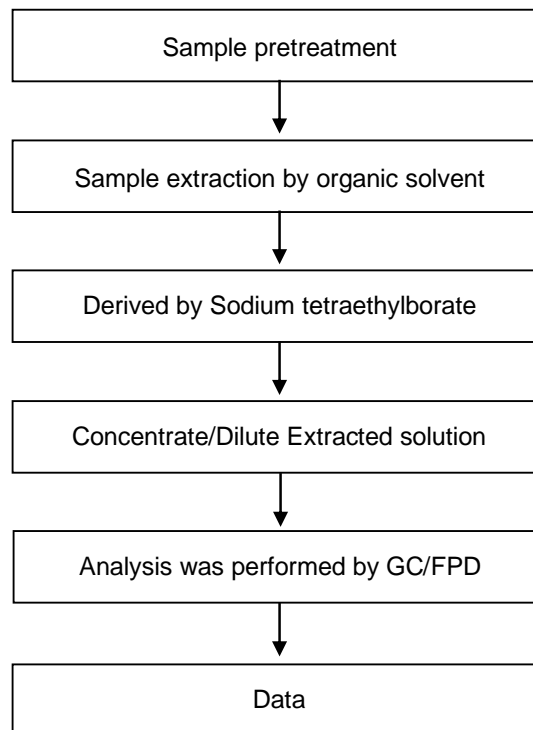 Sample pretreatment
Sample extraction by organic solvent
Derived by Sodium tetraethylborate
Concentrate/Dilute Extracted solution
Analysis was performed by GC/FPD
Data